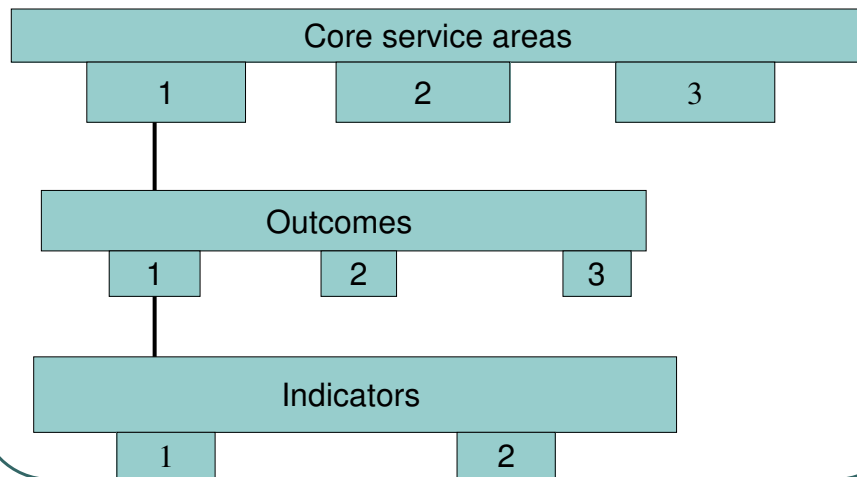 Core service areas
1 2 3
Outcomes
1 2 3
Indicators
1 2